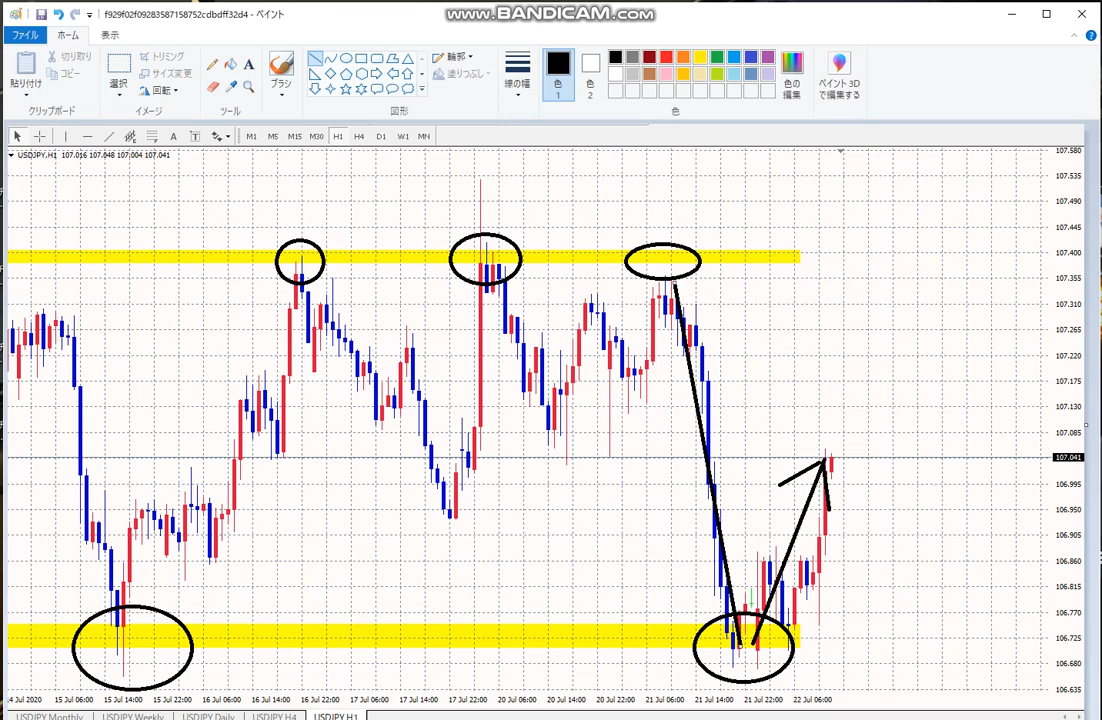 www.BANDICAM.com
f929f02f09283587158752cdbdff32d4 - ペイント
ファイル ホーム 表示
貼り付け
切り取り
コピー
クリップボード
選択
トリミング
サイズ変更
回転
イメージ
A
ツール
ブラシ
輪郭
塗りつぶし
図形
線の幅
色
1
色
2
色の
編集
色
ペイント 3D
で編集する
A T M1 M5 M15 M30 H1 H4 D1 W1 MN
USDJPY,H1 107.016 107.048 107.004 107.041
107.580
107.535
107.490
107.445
107.400
107.355
107.310
107.265
107.220
107.175
107.130
107.085
107.041
106.995
106.950
106.905
106.860
106.815
106.770
106.725
106.680
106.635
4 Jul 2020 15 Jul 06:00 15 Jul 14:00 15 Jul 22:00 16 Jul 06:00 16 Jul 14:00 16 Jul 22:00 17 Jul 06:00 17 Jul 14:00 17 Jul 22:00 20 Jul 06:00 20 Jul 14:00 20 Jul 22:00 21 Jul 06:00 21 Jul 14:00 21 Jul 22:00 22 Jul 06:00
USDJPY Monthly USDJPY Weekly USDJPY Daily USDJPY H4 USDJPY H1